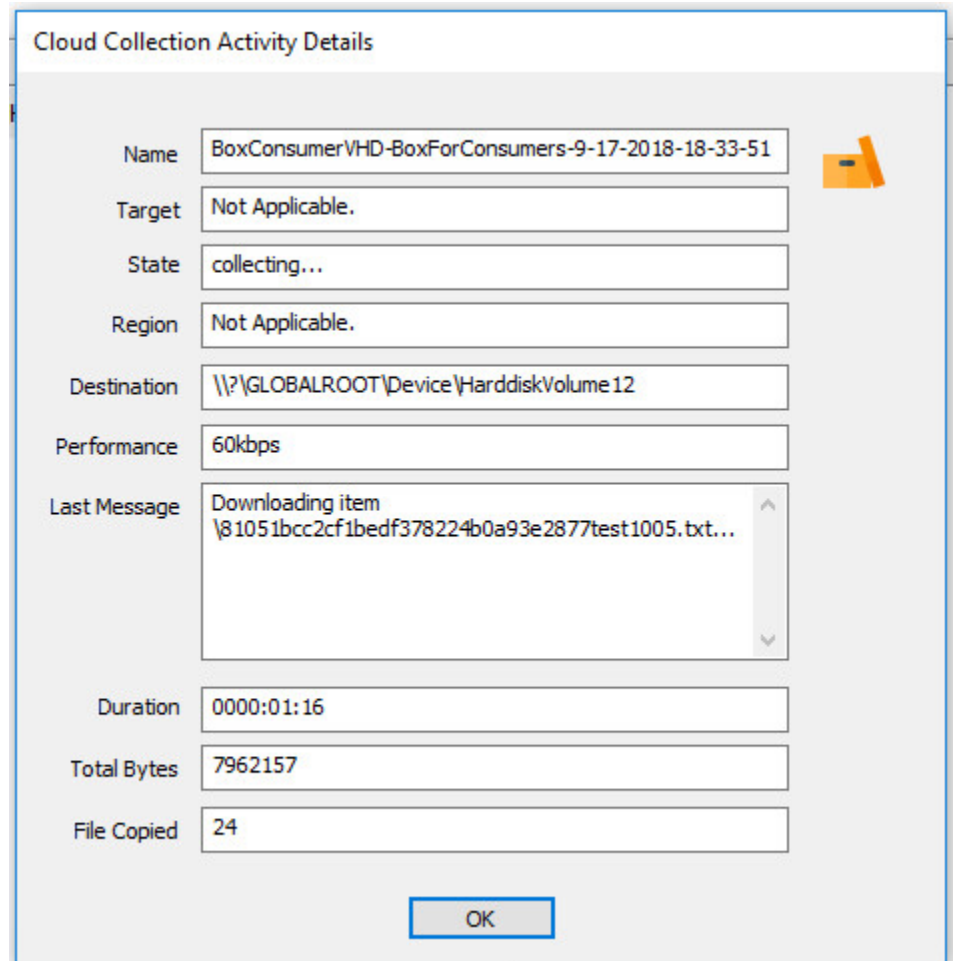 Cloud Collection Activity Details
Name BoxConsumerVHD-BoxForConsumers-9-17-2018-18-33-51
Target Not Applicable.
State collecting...
Region Not Applicable.
Destination \\?\GLOBALROOT\Device\HarddiskVolume12
Performance 60kbps
Last Message Downloading item
\81051bcc2cf1bedf378224b0a93e2877test1005.txt...
Duration 0000:01:16
Total Bytes 7962157
File Copied 24
OK